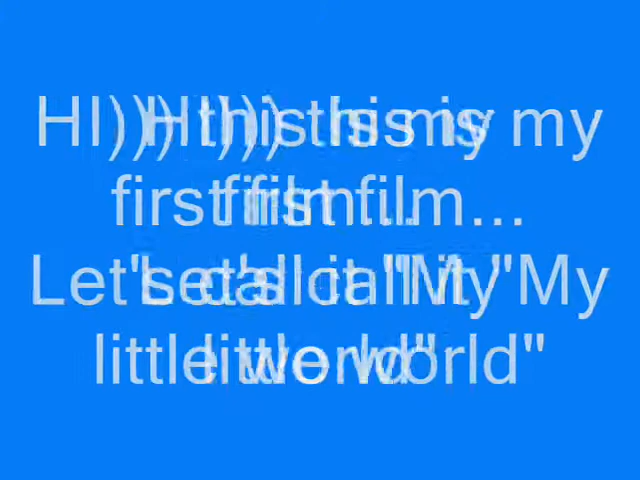 HI)))) this is my
first film...
Let's call it "My
little world"